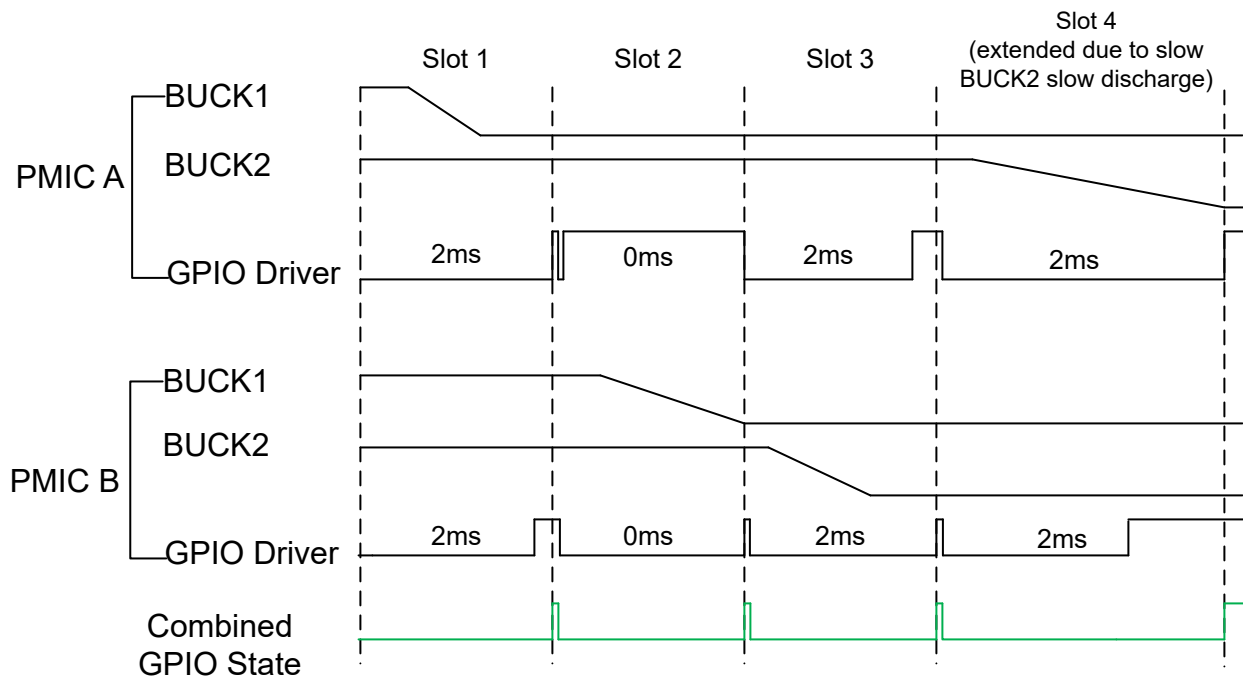 Slot 1
Slot 2
Slot 3
Slot 4
(extended due to slow
BUCK2 slow discharge)
PMIC A
BUCK1
BUCK2
GPIO Driver
2ms
0ms
2ms
2ms
PMIC B
BUCK1
BUCK2
GPIO Driver
2ms
0ms
2ms
2ms
Combined
GPIO State